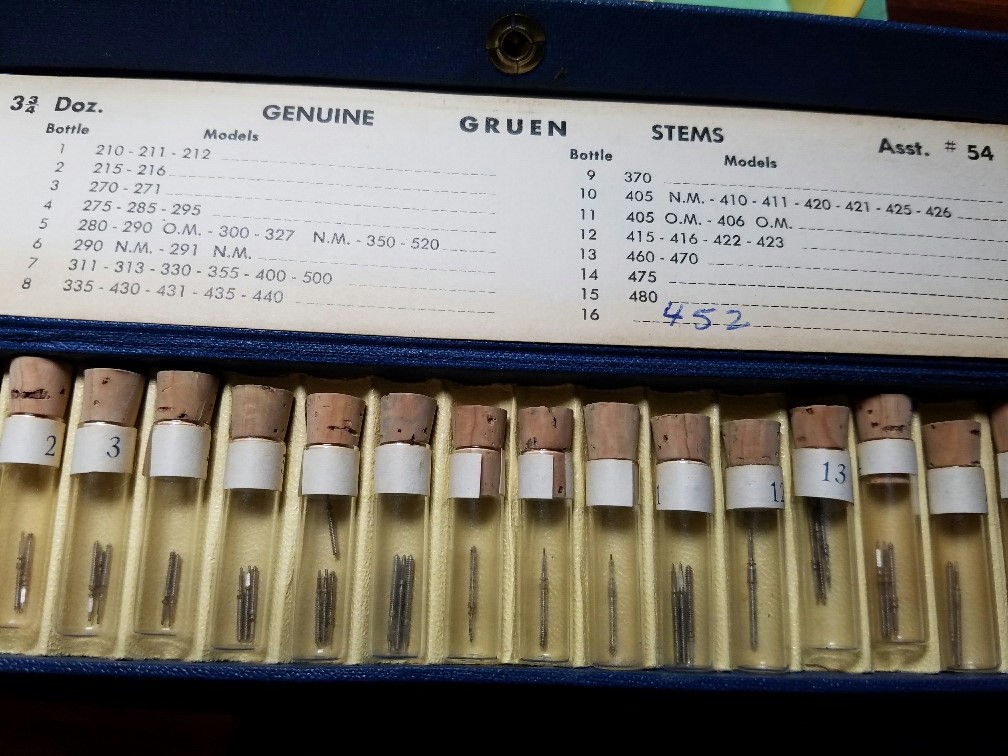 3¾ Doz. GENUINE GRUEN STEMS Asst. # 54
Bottle Models
1 210 - 211 - 212
2 215 - 216
3 270 - 271
4 275 - 285 - 295
5 280 - 290 O.M. - 300 - 327 N.M. - 350 - 520
6 290 N.M. - 291 N.M.
7 311 - 313 - 330 - 355 - 400 - 500
8 335 - 430 - 431 - 435 - 440
Bottle Models
9 370
10 405 N.M. - 410 - 411 - 420 - 421 - 425 - 426
11 405 O.M. - 406 O.M.
12 415 - 416 - 422 - 423
13 460 - 470
14 475
15 480
16 452
2
3
13